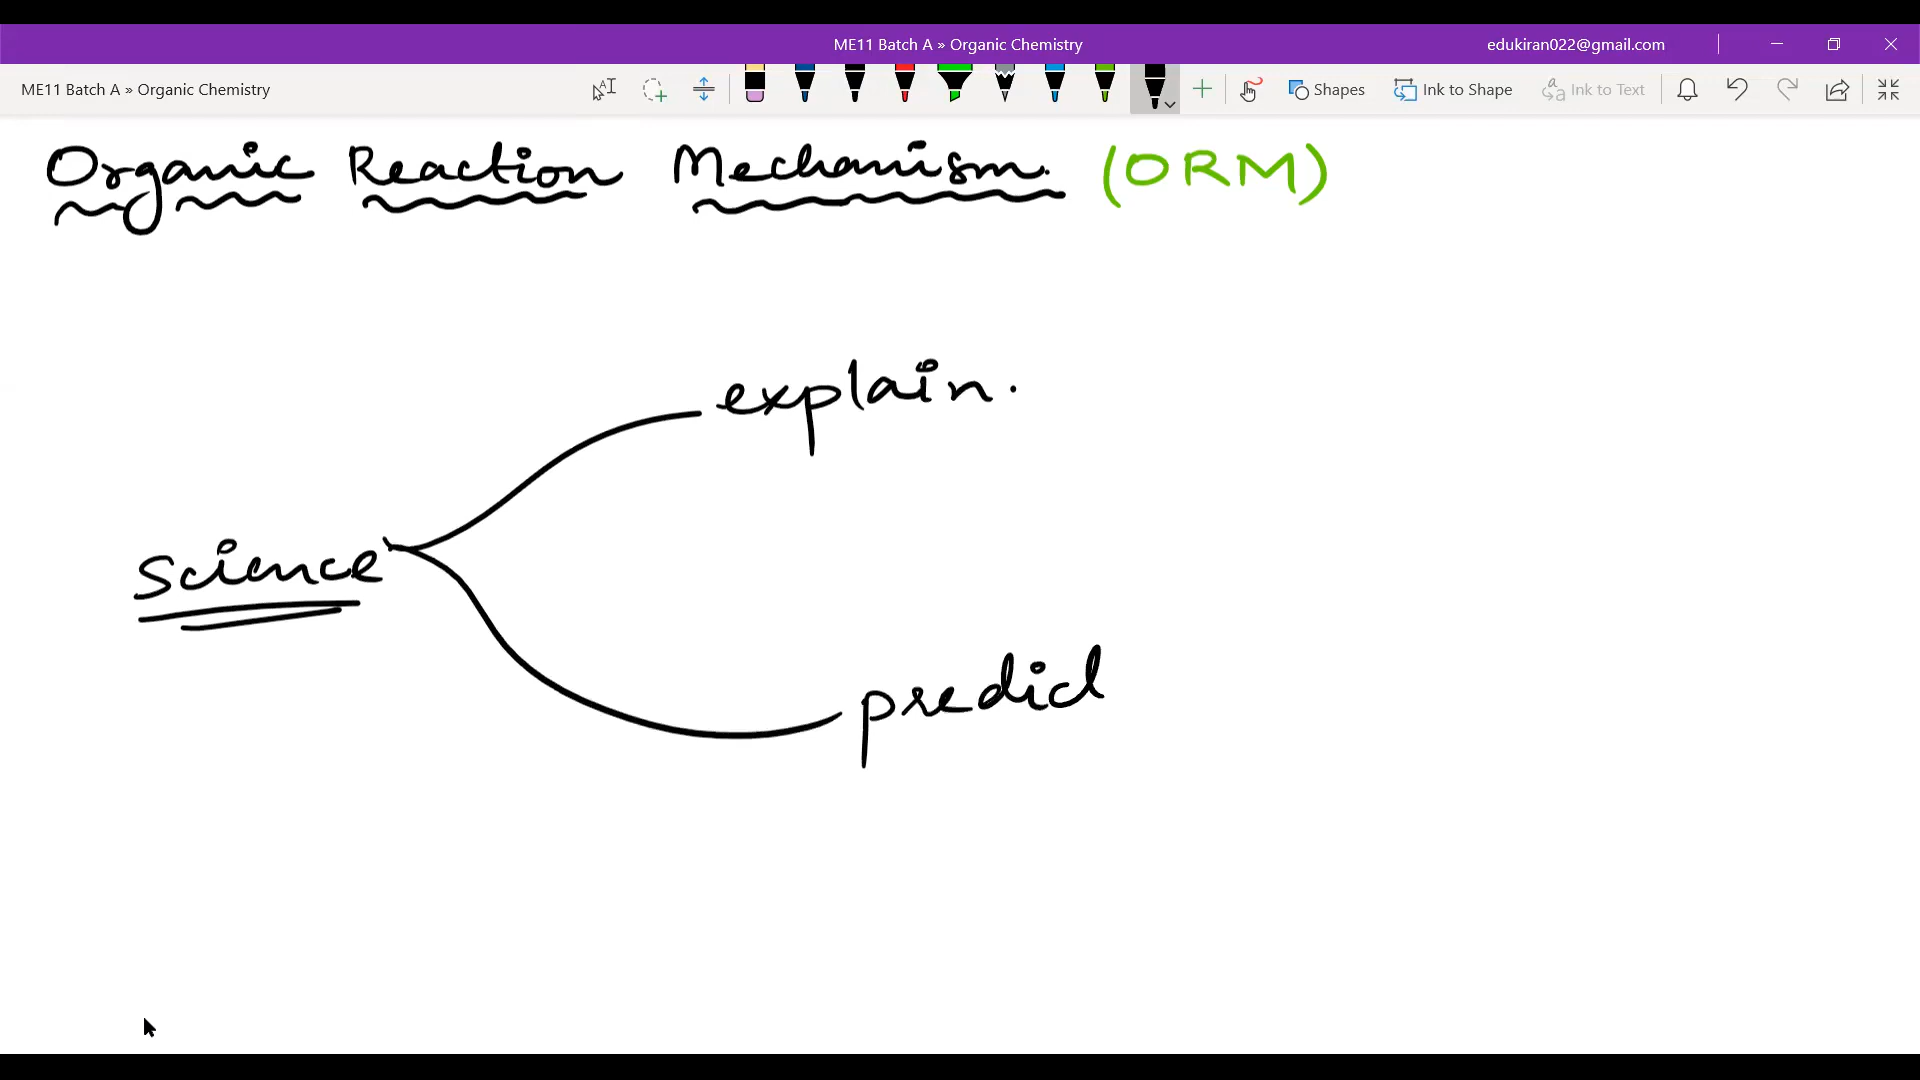 ME11 Batch A » Organic Chemistry
edukiran022@gmail.com
ME11 Batch A » Organic Chemistry
Shapes
Ink to Shape
Ink to Text
Organic Reaction Mechanism. (ORM)
explain.
science
predict